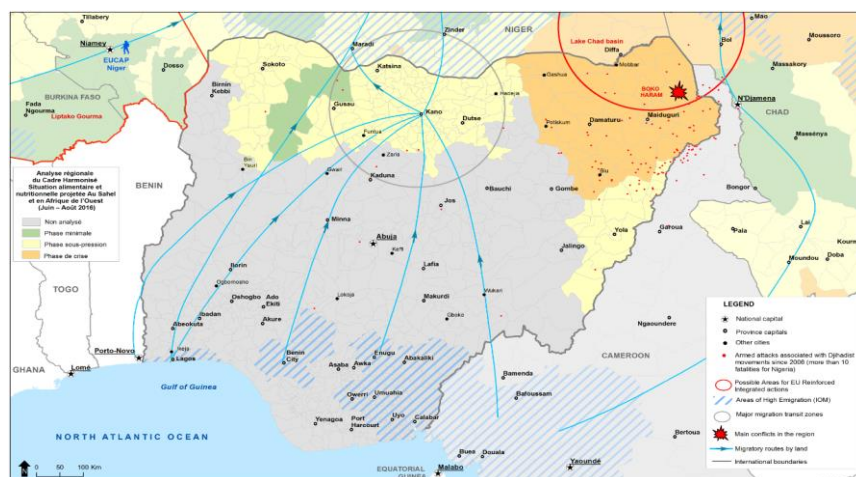 Tillabery
Niamey
EUCAP
Niger
Dosso
BURKINA FASO
Fada
Ngourma
Liptako Gourma
BENIN
Analyse régionale
du Cadre Harmonisé
Situation alimentaire et
nutritionnelle projetée Au Sahel
et en Afrique de l'Ouest
(Juin – Août 2016)
Non analysé
Phase minimale
Phase sous-pression
Phase de crise
TOGO
GHANA
Lomé
Porto-Novo
Birnin
Kebbi
Sokoto
Gusau
Maradi
Katsina
Zinder
NIGER
Kano
Dutse
Hadejia
Funtua
Zaria
Kaduna
Bauchi
Jos
Minna
Abuja
Keffi
Lafia
Ilorin
Ogbomosho
Oshogbo
Ado
Ekiti
Ibadan
Abeokuta
Akure
Ikeja
Lagos
Lokoja
Makurdi
Gboko
Wukari
Benin
City
Asaba
Awka
Enugu
Abakaliki
Owerri
Umuahia
Yenagoa
Port
Harcourt
Uyo
Calabar
Gulf of Guinea
NORTH ATLANTIC OCEAN
0 50 100 Km
EQUATORIAL
Malabo
Buea
Douala
Yaoundé
Bamenda
Bafoussam
Bertoua
CAMEROON
Ngaoundere
Garoua
Yola
Jalingo
Gombe
Biu
Potiskum
Damaturu
Maiduguri
Geshua
Lake Chad basin
Diffa
BOKO
HARAM
Bol
Mao
Moussoro
Massakory
N'Djamena
CHAD
Massénya
Bongor
Pala
Lai
Moundou
Doba
LEGEND
National capital
Province capitals
Other cities
Armed attacks associated with Djihadist
movements since 2008 (more than 10
fatalities for Nigeria)
Possible Areas for EU Reinforced
Integrated actions
Areas of High Emigration (IOM)
Major migration transit zones
Main conflicts in the region
Migratory routes by land
International boundaries